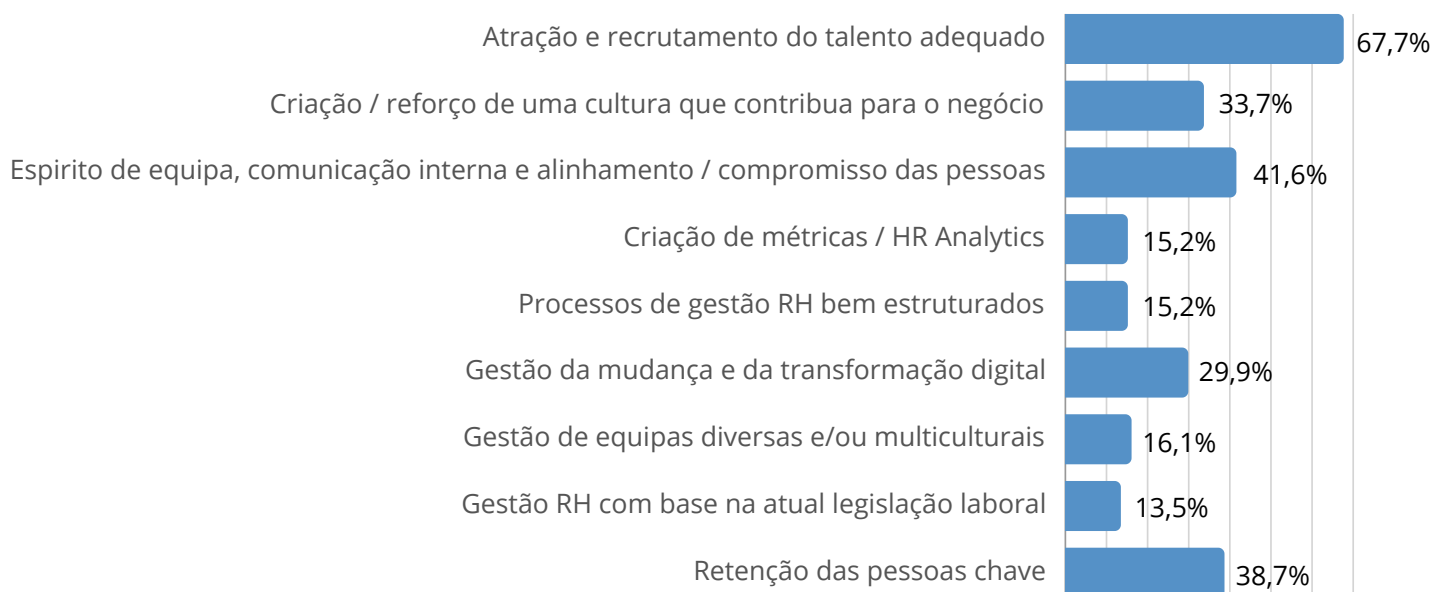 Atração e recrutamento do talento adequado 67,7%
Criação / reforço de uma cultura que contribua para o negócio 33,7%
Espirito de equipa, comunicação interna e alinhamento / compromisso das pessoas 41,6%
Criação de métricas / HR Analytics 15,2%
Processos de gestão RH bem estruturados 15,2%
Gestão da mudança e da transformação digital 29,9%
Gestão de equipas diversas e/ou multiculturais 16,1%
Gestão RH com base na atual legislação laboral 13,5%
Retenção das pessoas chave 38,7%